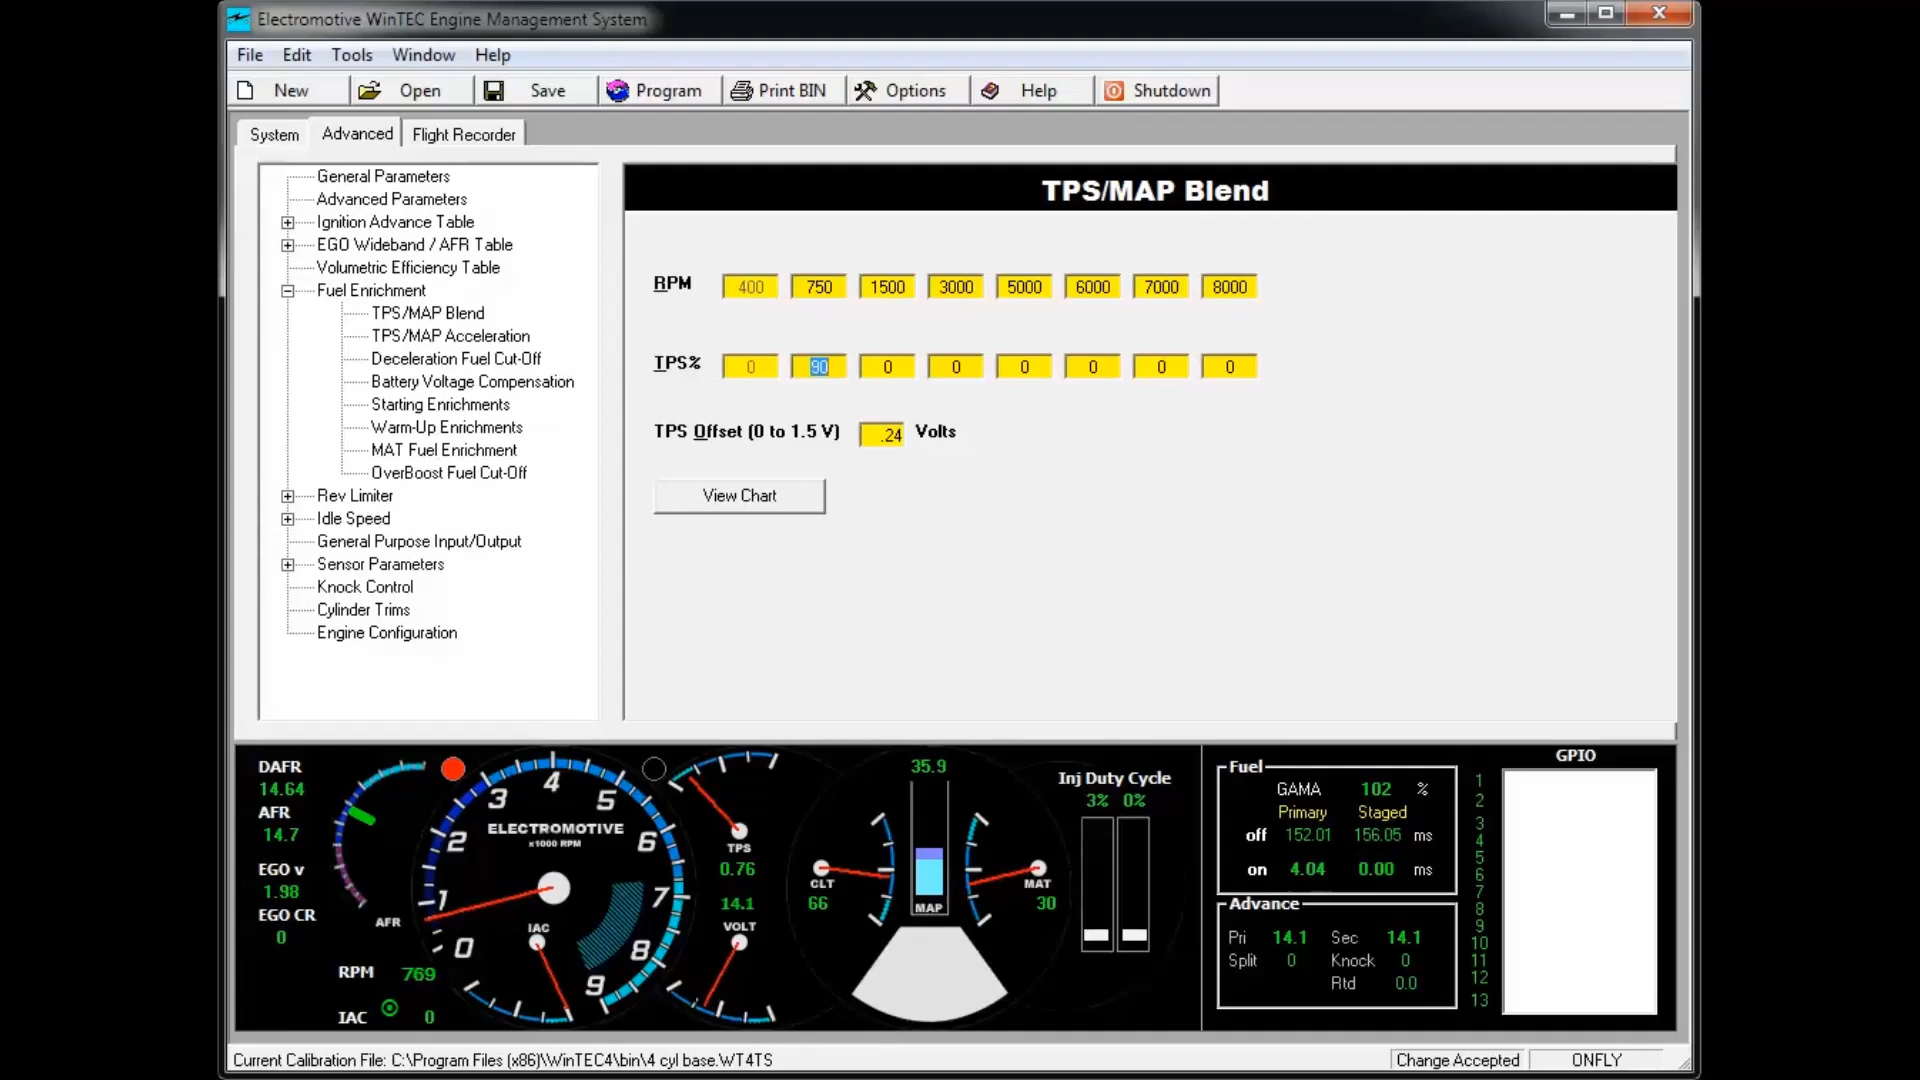 Electromotive WinTEC Engine Management System
File Edit Tools Window Help
New Open Save Program Print BIN Options Help Shutdown
System Advanced Flight Recorder
General Parameters
Advanced Parameters
Ignition Advance Table
EGO Wideband / AFR Table
Volumetric Efficiency Table
Fuel Enrichment
TPS/MAP Blend
TPS/MAP Acceleration
Deceleration Fuel Cut-Off
Battery Voltage Compensation
Starting Enrichments
Warm-Up Enrichments
MAT Fuel Enrichment
OverBoost Fuel Cut-Off
Rev Limiter
Idle Speed
General Purpose Input/Output
Sensor Parameters
Knock Control
Cylinder Trims
Engine Configuration
TPS/MAP Blend
RPM 400 750 1500 3000 5000 6000 7000 8000
TPS% 0 90 0 0 0 0 0 0
TPS Offset (0 to 1.5 V) .24 Volts
View Chart
DAFR
14.64
AFR
14.7
EGO v
1.98
EGO CR
0
AFR
RPM 769
IAC 0
0 1 2 3 4 5 6 7 8 9
ELECTROMOTIVE
x1000 RPM
IAC
TPS
0.76
14.1
VOLT
CLT
66
35.9
MAP
MAT
30
Inj Duty Cycle
3% 0%
Fuel
GAMA 102 %
Primary Staged
off 152.01 156.05 ms
on 4.04 0.00 ms
Advance
Pri 14.1 Sec 14.1
Split 0 Knock 0
Rtd 0.0
GPIO
1
2
3
4
5
6
7
8
9
10
11
12
13
Current Calibration File: C:\Program Files (x86)\WinTEC4\bin\4 cyl base.WT4TS
Change Accepted ONFLY